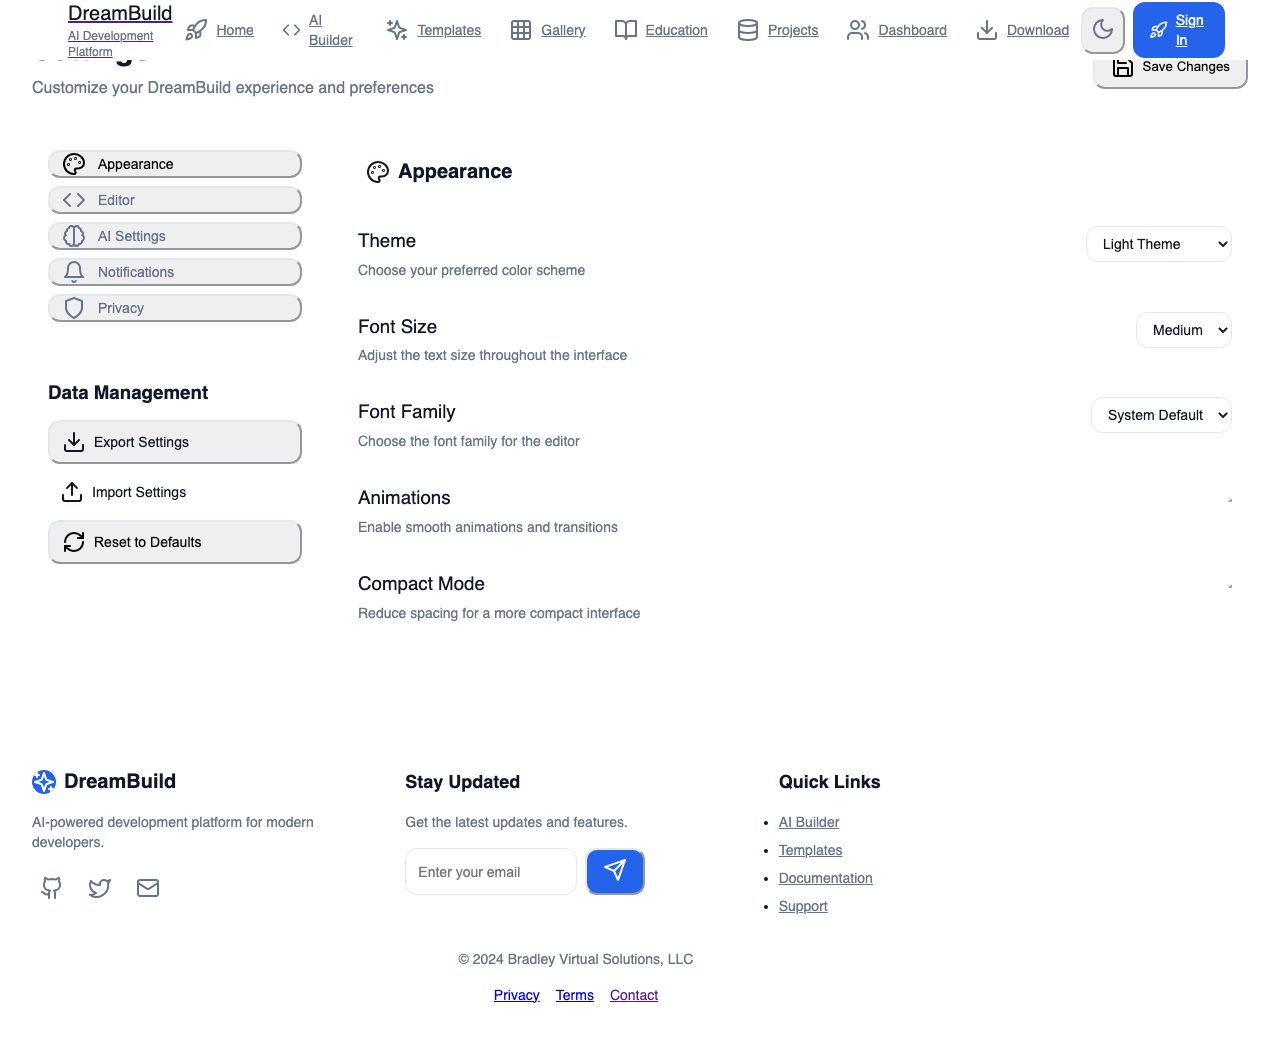 DreamBuild
AI Development
Platform
Home
AI
Builder
Templates
Gallery
Education
Projects
Dashboard
Download
Sign
In
Customize your DreamBuild experience and preferences
Save Changes
Appearance
Editor
AI Settings
Notifications
Privacy
Data Management
Export Settings
Import Settings
Reset to Defaults
Appearance
Theme
Choose your preferred color scheme
Light Theme
Font Size
Adjust the text size throughout the interface
Medium
Font Family
Choose the font family for the editor
System Default
Animations
Enable smooth animations and transitions
Compact Mode
Reduce spacing for a more compact interface
DreamBuild
AI-powered development platform for modern
developers.
Stay Updated
Get the latest updates and features.
Enter your email
Quick Links
AI Builder
Templates
Documentation
Support
© 2024 Bradley Virtual Solutions, LLC
Privacy Terms Contact